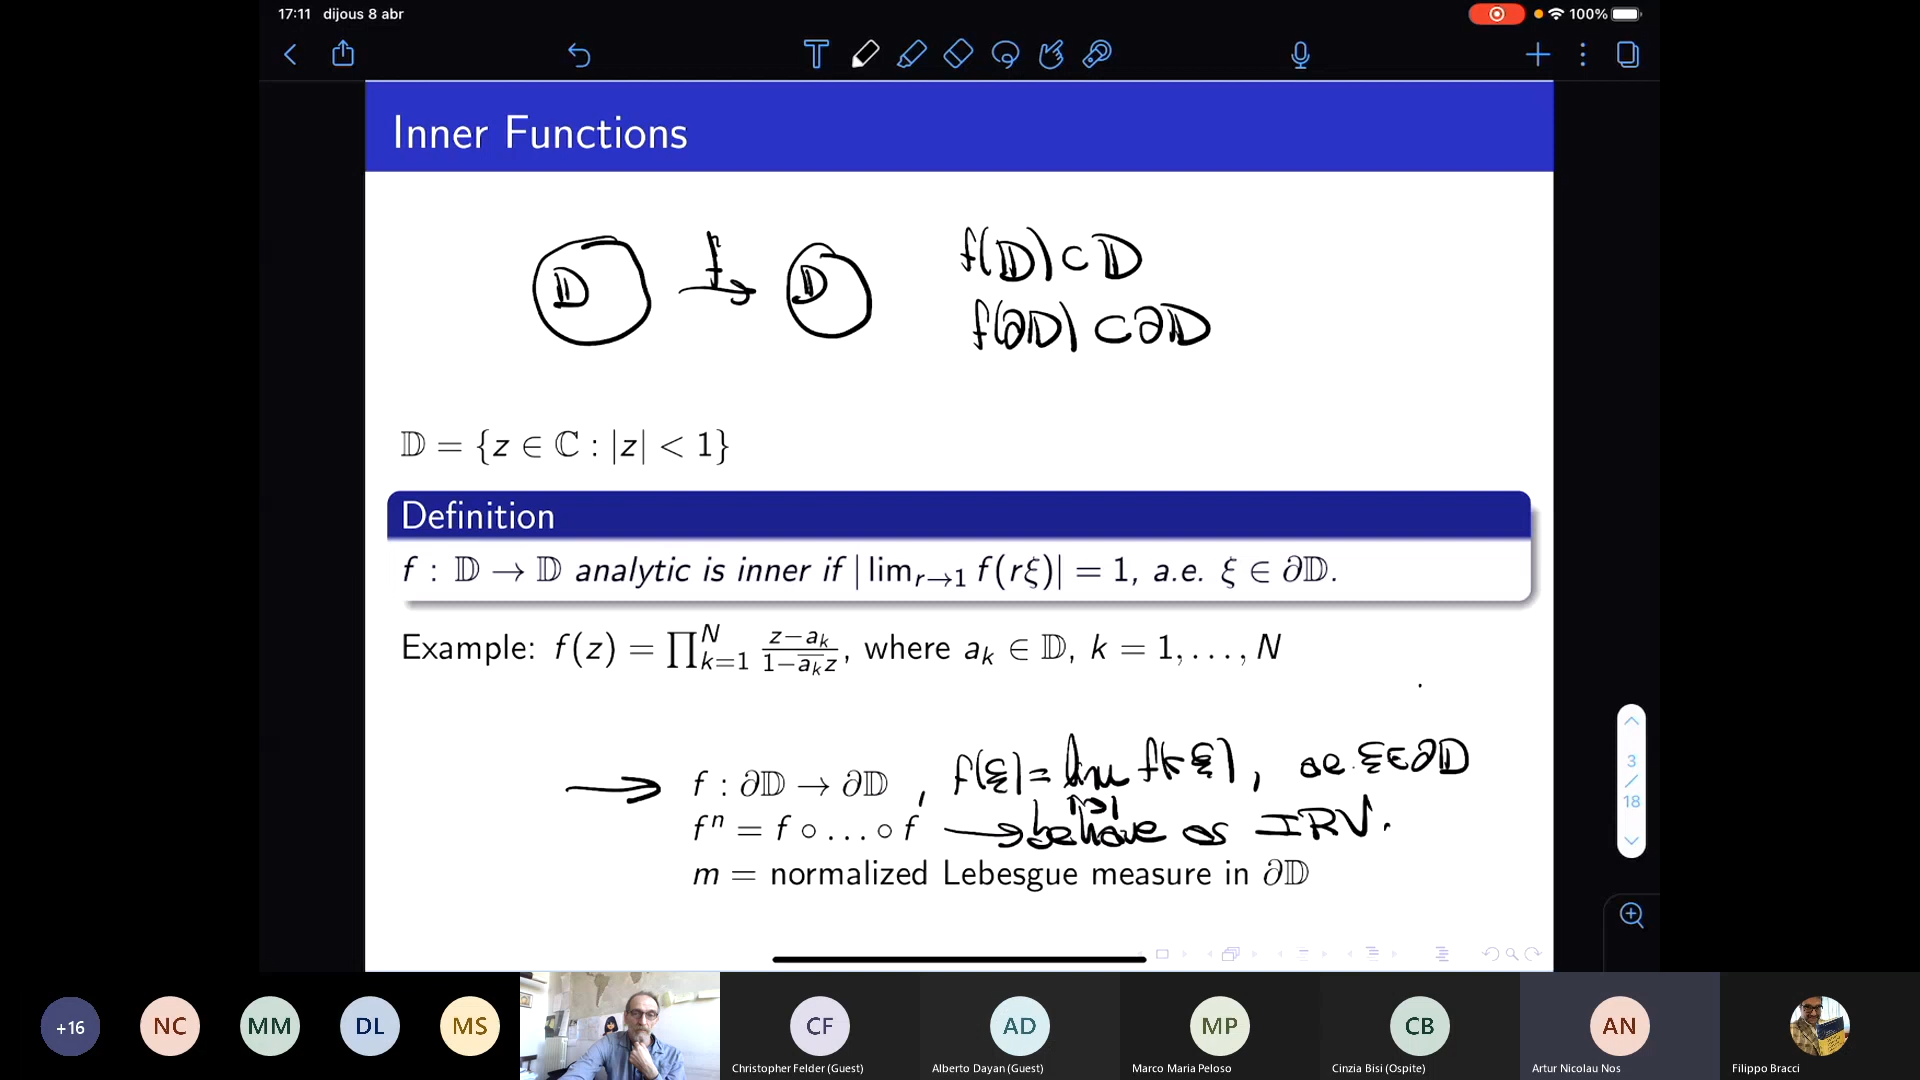 17:11 dijous 8 abr
100%
Inner Functions
𝔻 f 𝔻 f(𝔻) ⊂ 𝔻
f(∂𝔻) ⊂ ∂𝔻
𝔻 = {z ∈ ℂ : |z| < 1}
Definition
f : 𝔻 → 𝔻 analytic is inner if | lim_{r→1} f(rξ)| = 1, a.e. ξ ∈ ∂𝔻.
Example: f(z) = ∏_{k=1}^{N} \frac{z−a_k}{1−\overline{a_k}z}, where a_k ∈ 𝔻, k = 1, . . . , N
→ f : ∂𝔻 → ∂𝔻 , f(ξ) = lim_{r→1} f(rξ), ae. ξ∈∂𝔻
f^n = f ∘ . . . ∘ f → behave as IRV.
m = normalized Lebesgue measure in ∂𝔻
3 / 18
+16 NC MM DL MS CF AD MP CB AN
Christopher Felder (Guest) Alberto Dayan (Guest) Marco Maria Peloso Cinzia Bisi (Ospite) Artur Nicolau Nos Filippo Bracci